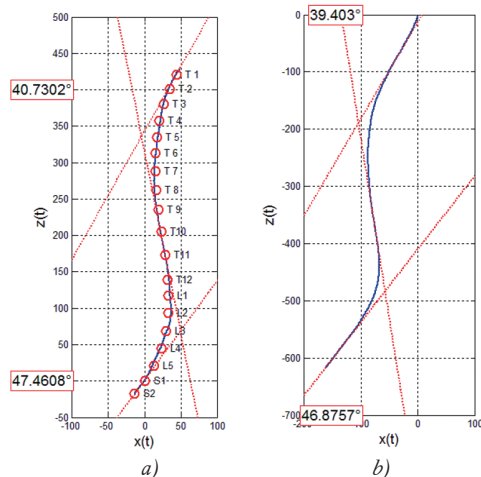 500
450
400
350
300
250
200
150
100
50
0
-50
z(t)
40.7302°
47.4608°
T 1
T 2
T 3
T 4
T 5
T 6
T 7
T 8
T 9
T10
T11
T12
L1
L2
L3
L4
L5
S1
S2
-100 -50 0 50 100
x(t)
a)
39.403°
0
-100
-200
-300
-400
-500
-600
-700
z(t)
46.8757°
0 100
x(t)
b)